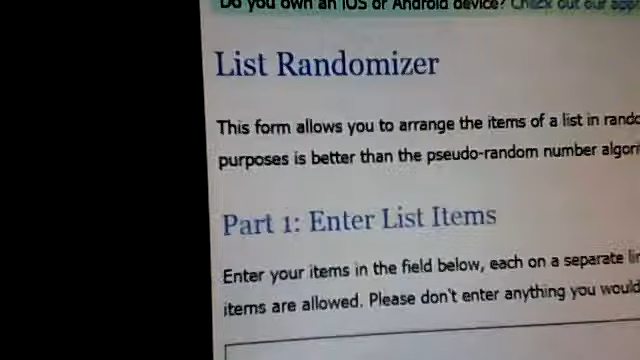 Do you own an iOS or Android device? Check out our app
List Randomizer
This form allows you to arrange the items of a list in
purposes is better than the pseudo-random number
Part 1: Enter List Items
Enter your items in the field below, each on a separate
items are allowed. Please don't enter anything you would